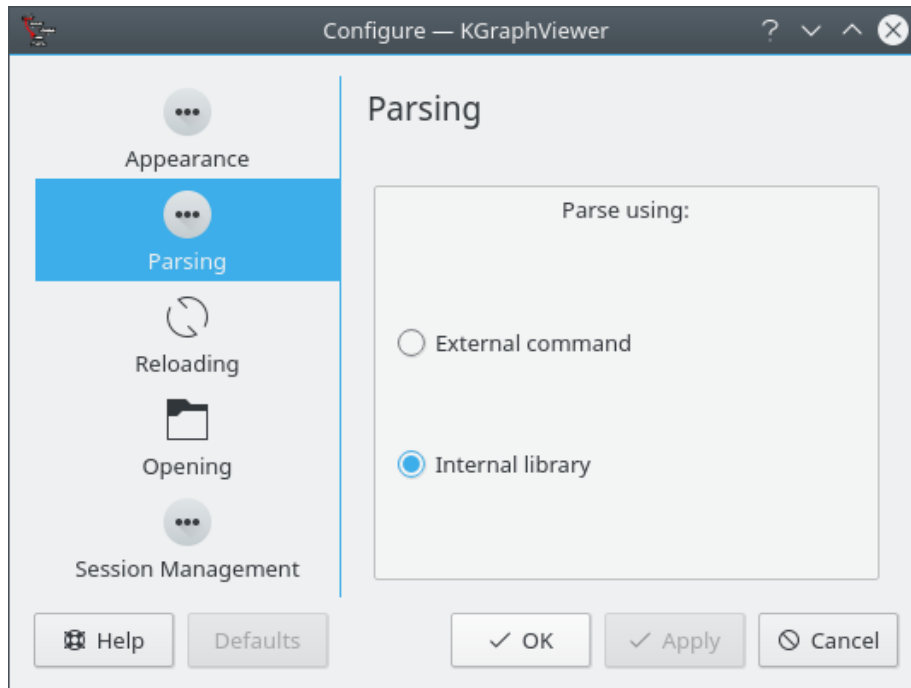 Configure — KGraphViewer
Appearance
Parsing
Reloading
Opening
Session Management
Parsing
Parse using:
External command
Internal library
Help
Defaults
OK
Apply
Cancel